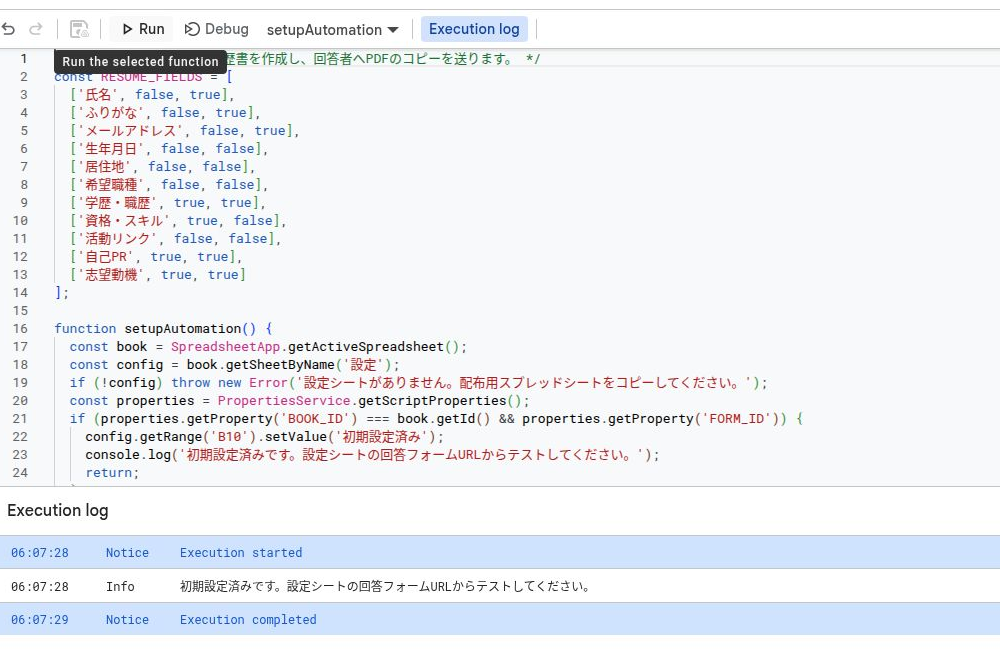 Run Debug setupAutomation Execution log
Run the selected function
1 歴書を作成し、回答者へPDFのコピーを送ります。 */
2 const RESUME_FIELDS = [
3 ['氏名', false, true],
4 ['ふりがな', false, true],
5 ['メールアドレス', false, true],
6 ['生年月日', false, false],
7 ['居住地', false, false],
8 ['希望職種', false, false],
9 ['学歴・職歴', true, true],
10 ['資格・スキル', true, false],
11 ['活動リンク', false, false],
12 ['自己PR', true, true],
13 ['志望動機', true, true]
14 ];
15
16 function setupAutomation() {
17 const book = SpreadsheetApp.getActiveSpreadsheet();
18 const config = book.getSheetByName('設定');
19 if (!config) throw new Error('設定シートがありません。配布用スプレッドシートをコピーしてください。');
20 const properties = PropertiesService.getScriptProperties();
21 if (properties.getProperty('BOOK_ID') === book.getId() && properties.getProperty('FORM_ID')) {
22 config.getRange('B10').setValue('初期設定済み');
23 console.log('初期設定済みです。設定シートの回答フォームURLからテストしてください。');
24 return;
Execution log
06:07:28 Notice Execution started
06:07:28 Info 初期設定済みです。設定シートの回答フォームURLからテストしてください。
06:07:29 Notice Execution completed